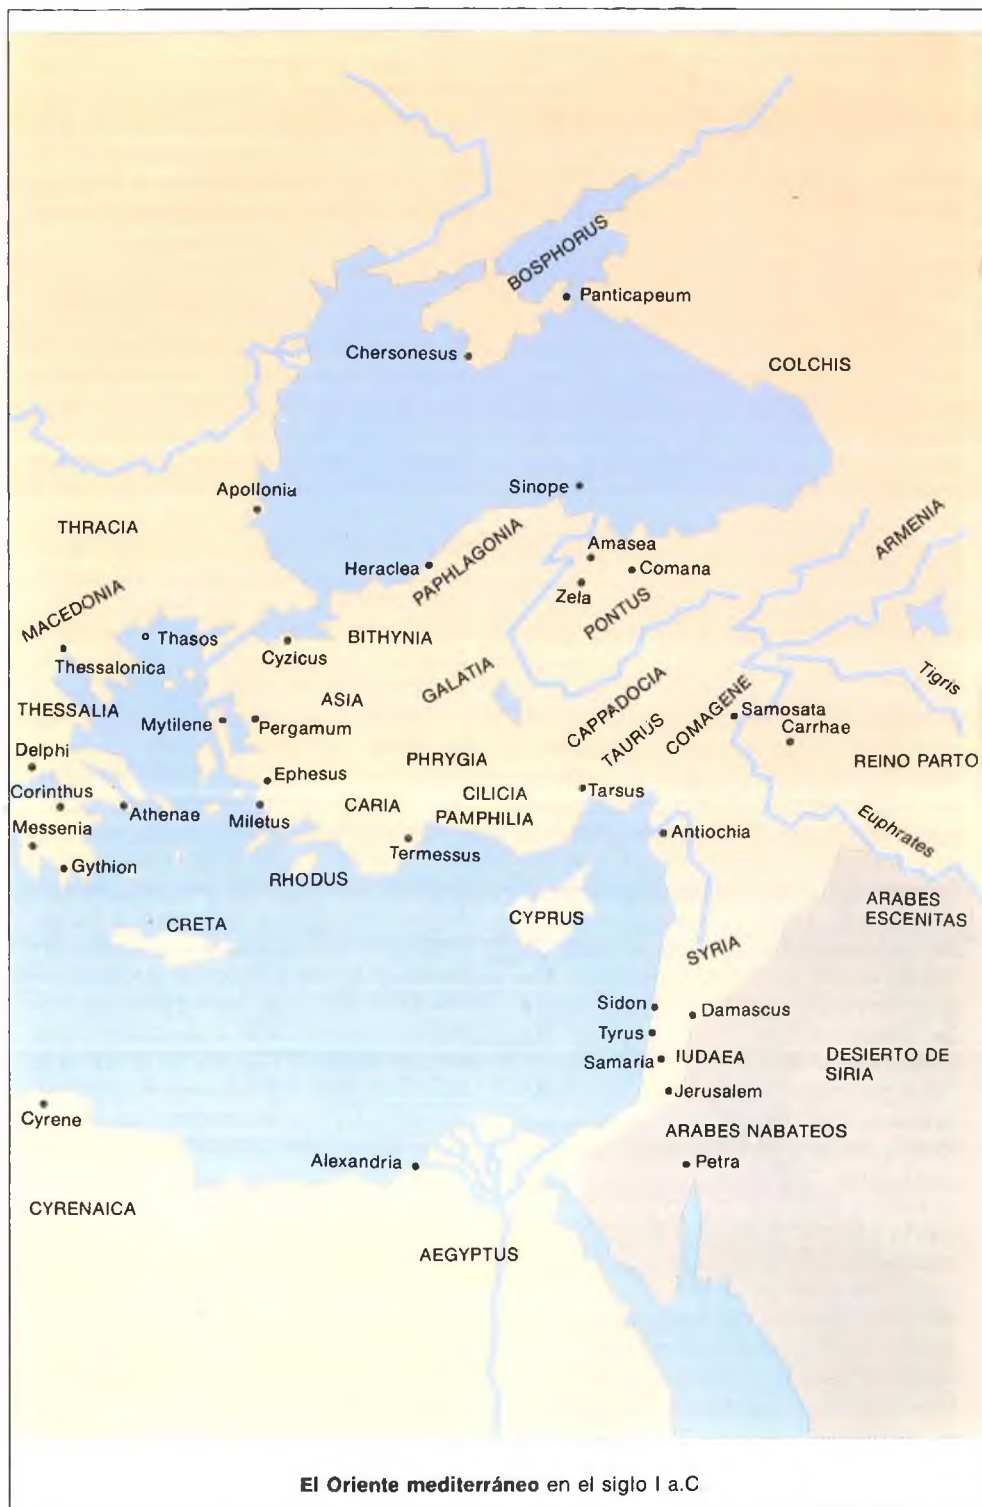 BOSPHORUS
Panticapeum
Chersonesus
COLCHIS
Apollonia
Sinope
THRACIA
ARMENIA
PAPHLAGONIA
Amasea
Heraclea
Comana
Zela
PONTUS
MACEDONIA
Thasos
BITHYNIA
Cyzicus
Thessalonica
GALATIA
Tigris
ASIA
CAPPADOCIA
COMAGENE
THESSALIA
Mytilene
Pergamum
TAURUS
Samosata
Carrhae
Delphi
PHRYGIA
REINO PARTO
Ephesus
Corinthus
Athenae
Miletus
CARIA
CILICIA
Tarsus
PAMPHILIA
Euphrates
Messenia
Termessus
Antiochia
Gythion
RHODUS
ARABES
ESCENITAS
CRETA
CYPRUS
SYRIA
Sidon
Damascus
Tyrus
Samaria
IUDAEA
DESIERTO DE
SIRIA
Jerusalem
Cyrene
ARABES NABATEOS
Alexandria
Petra
CYRENAICA
AEGYPTUS
El Oriente mediterráneo en el siglo I a.C.